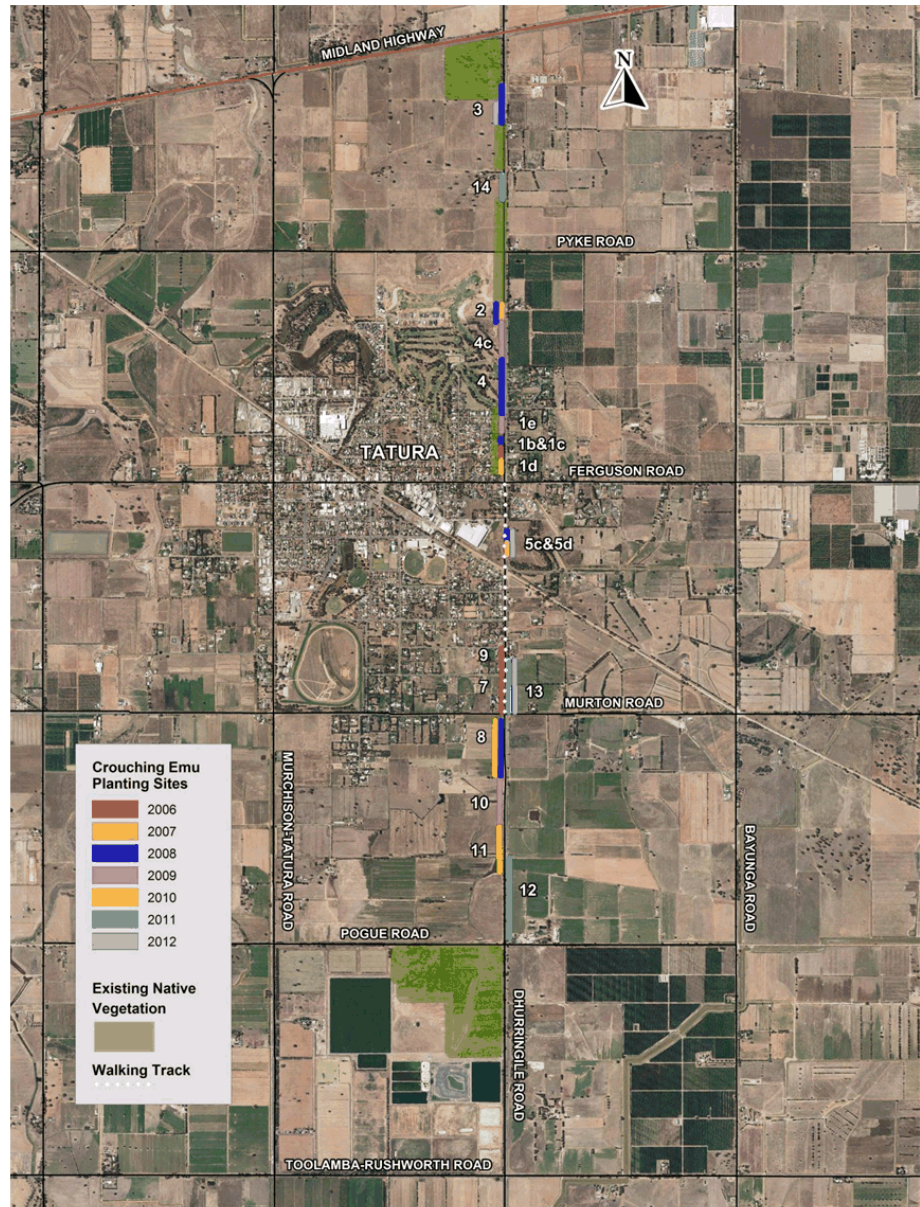 MIDLAND HIGHWAY
N
3
14
PYKE ROAD
2
4c
4
1e
1b&1c
TATURA
1d
FERGUSON ROAD
5c&5d
9
7
13
MURTON ROAD
8
Crouching Emu
Planting Sites
2006
2007
2008
2009
2010
2011
2012
Existing Native
Vegetation
Walking Track
MURCHISON-TATURA ROAD
10
11
12
BAYUNGA ROAD
POGUE ROAD
DHURRINGILE ROAD
TOOLAMBA-RUSHWORTH ROAD